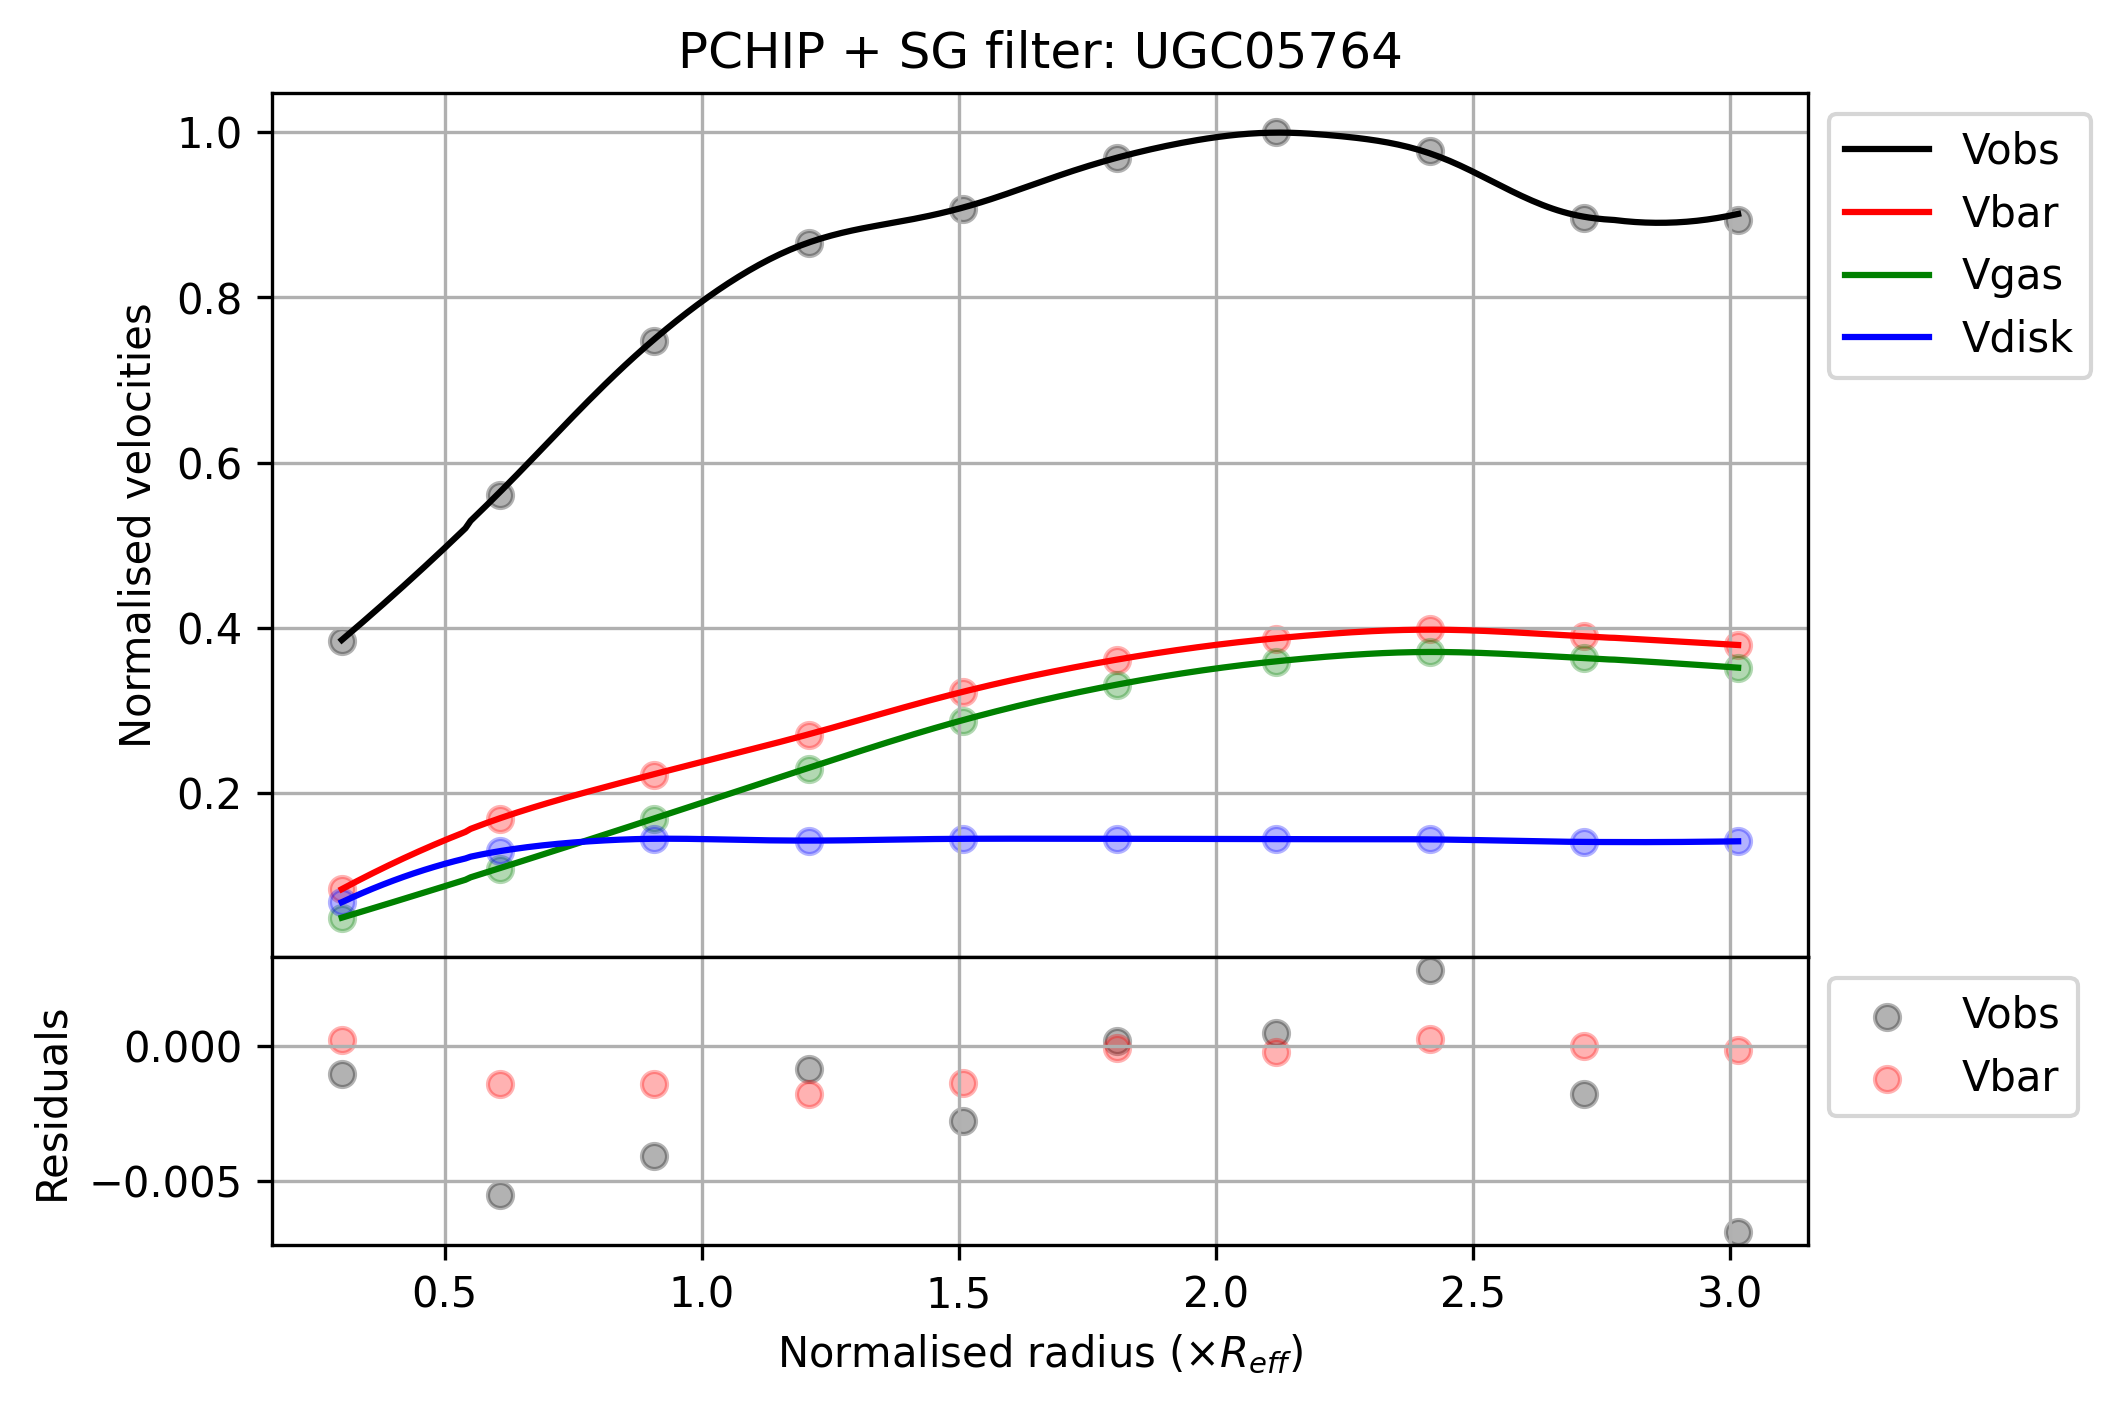 PCHIP + SG filter: UGC05764
1.0
0.8
0.6
0.4
0.2
Normalised velocities
Vobs
Vbar
Vgas
Vdisk
0.000
−0.005
Residuals
Vobs
Vbar
0.5 1.0 1.5 2.0 2.5 3.0
Normalised radius (×R_eff)